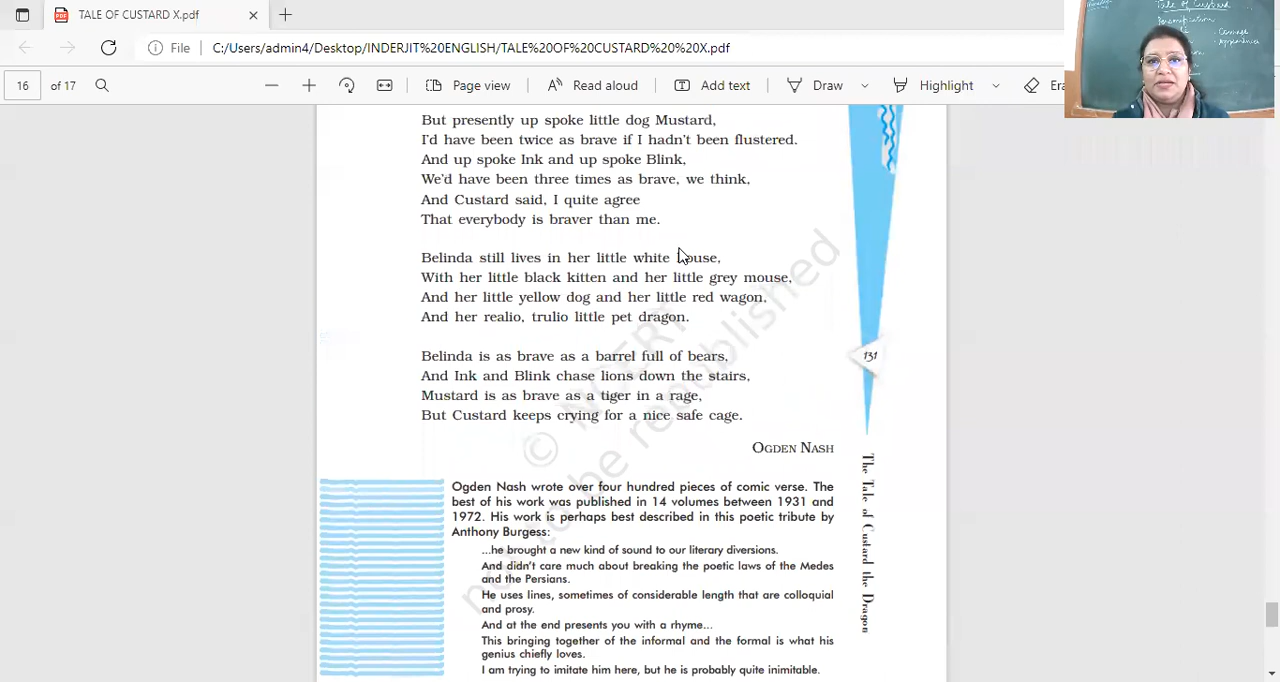 TALE OF CUSTARD X.pdf
File
C:/Users/admin4/Desktop/INDERJIT%20ENGLISH/TALE%20OF%20CUSTARD%20%20X.pdf
16 of 17
Page view
Read aloud
Add text
Draw
Highlight
Era
Tale of Custard
Personification
But presently up spoke little dog Mustard,
I'd have been twice as brave if I hadn't been flustered.
And up spoke Ink and up spoke Blink,
We'd have been three times as brave, we think,
And Custard said, I quite agree
That everybody is braver than me.
Belinda still lives in her little white house,
With her little black kitten and her little grey mouse,
And her little yellow dog and her little red wagon,
And her realio, trulio little pet dragon.
Belinda is as brave as a barrel full of bears,
And Ink and Blink chase lions down the stairs,
Mustard is as brave as a tiger in a rage,
But Custard keeps crying for a nice safe cage.
OGDEN NASH
131
The Tale of Custard the Dragon
© NCERT
not to be republished
Ogden Nash wrote over four hundred pieces of comic verse. The
best of his work was published in 14 volumes between 1931 and
1972. His work is perhaps best described in this poetic tribute by
Anthony Burgess:
...he brought a new kind of sound to our literary diversions.
And didn't care much about breaking the poetic laws of the Medes
and the Persians.
He uses lines, sometimes of considerable length that are colloquial
and prosy.
And at the end presents you with a rhyme...
This bringing together of the informal and the formal is what his
genius chiefly loves.
I am trying to imitate him here, but he is probably quite inimitable.